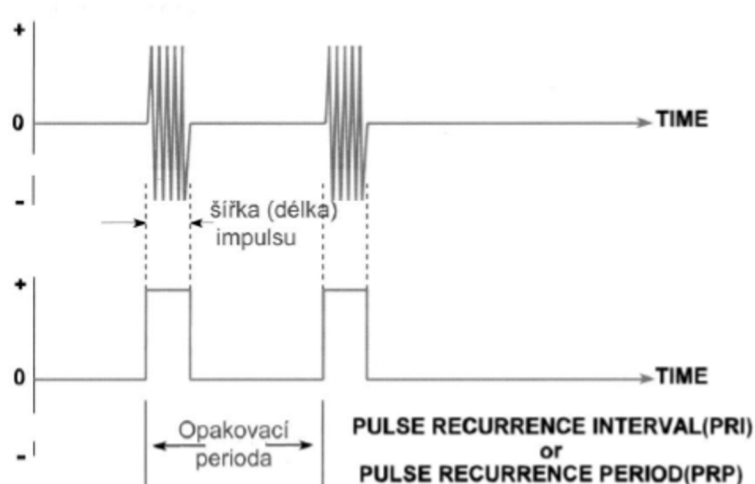 +
0
TIME
-
šířka (délka)
impulsu
+
0
TIME
Opakovací
perioda
-
PULSE RECURRENCE INTERVAL(PRI)
or
PULSE RECURRENCE PERIOD(PRP)